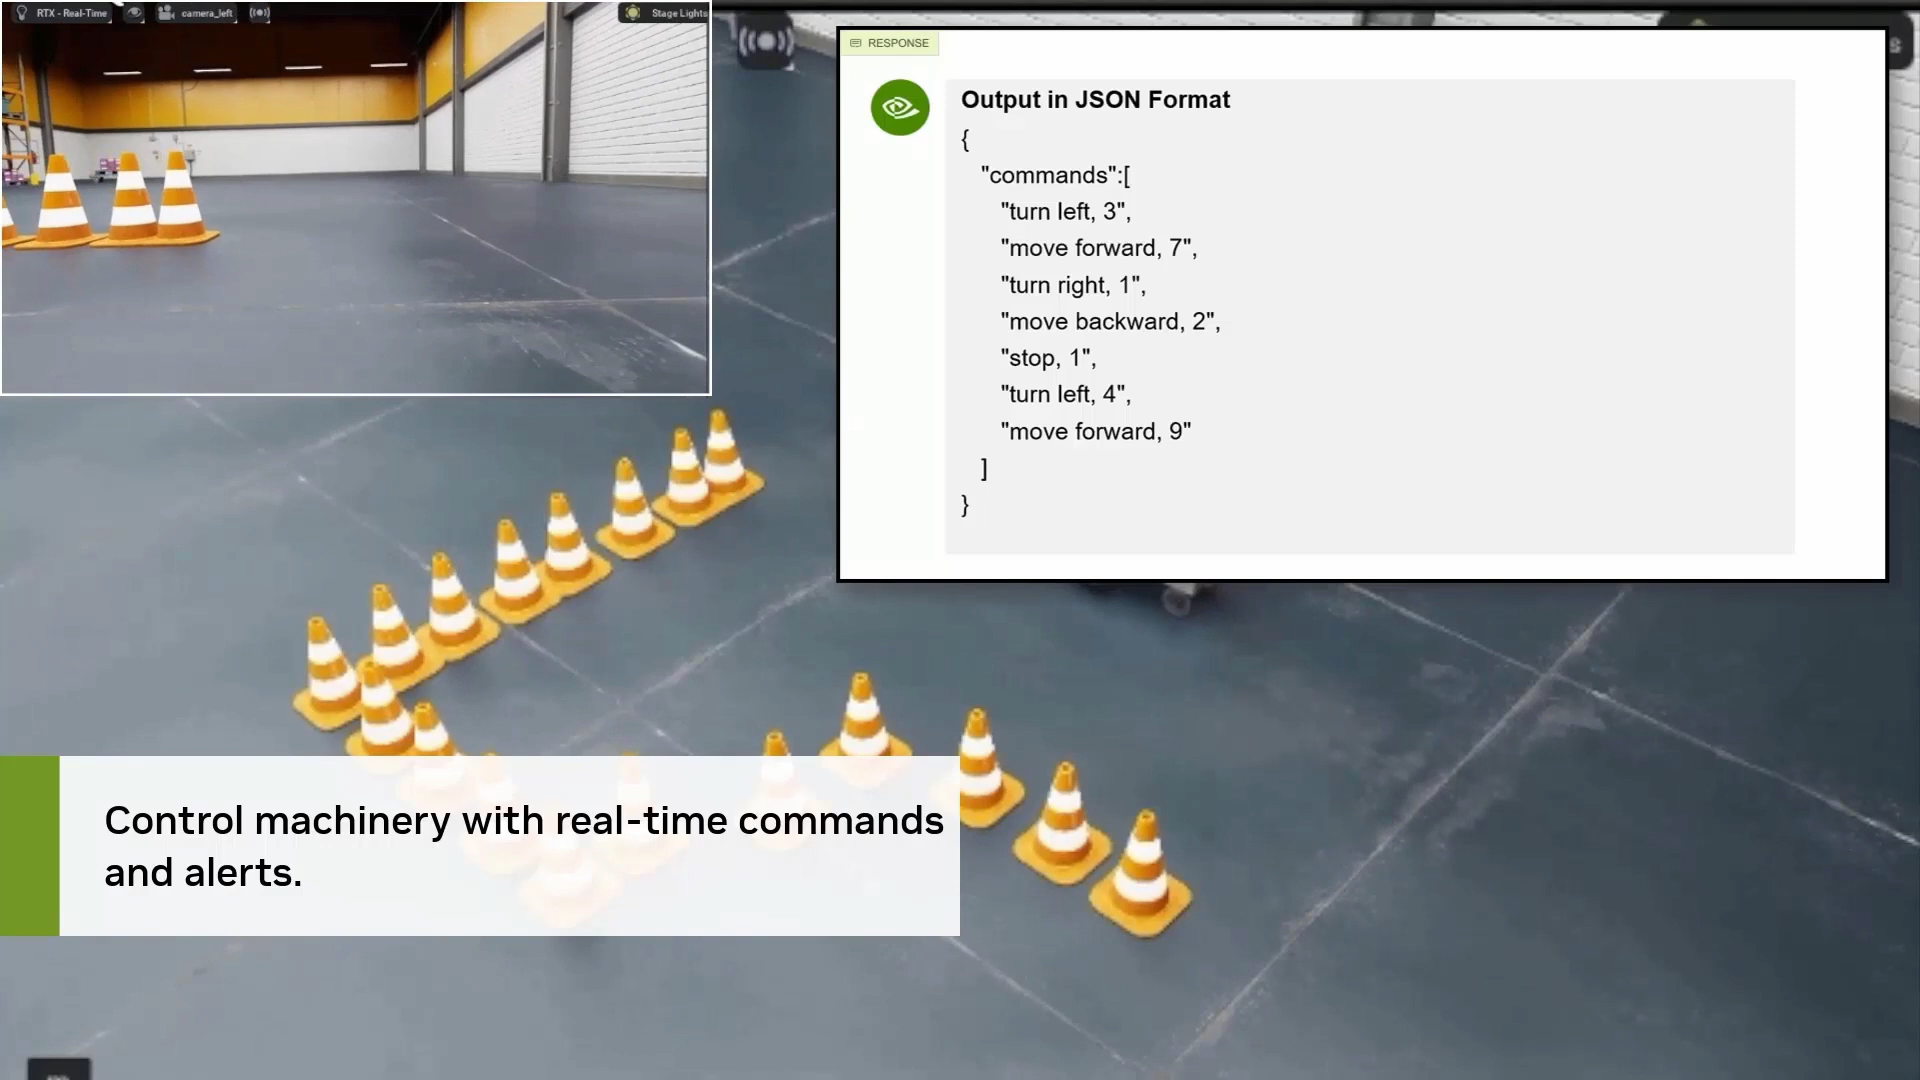 RTX - Real-Time
camera_left
Stage Lights
RESPONSE
Output in JSON Format
{
"commands":[
"turn left, 3",
"move forward, 7",
"turn right, 1",
"move backward, 2",
"stop, 1",
"turn left, 4",
"move forward, 9"
]
}
Control machinery with real-time commands
and alerts.